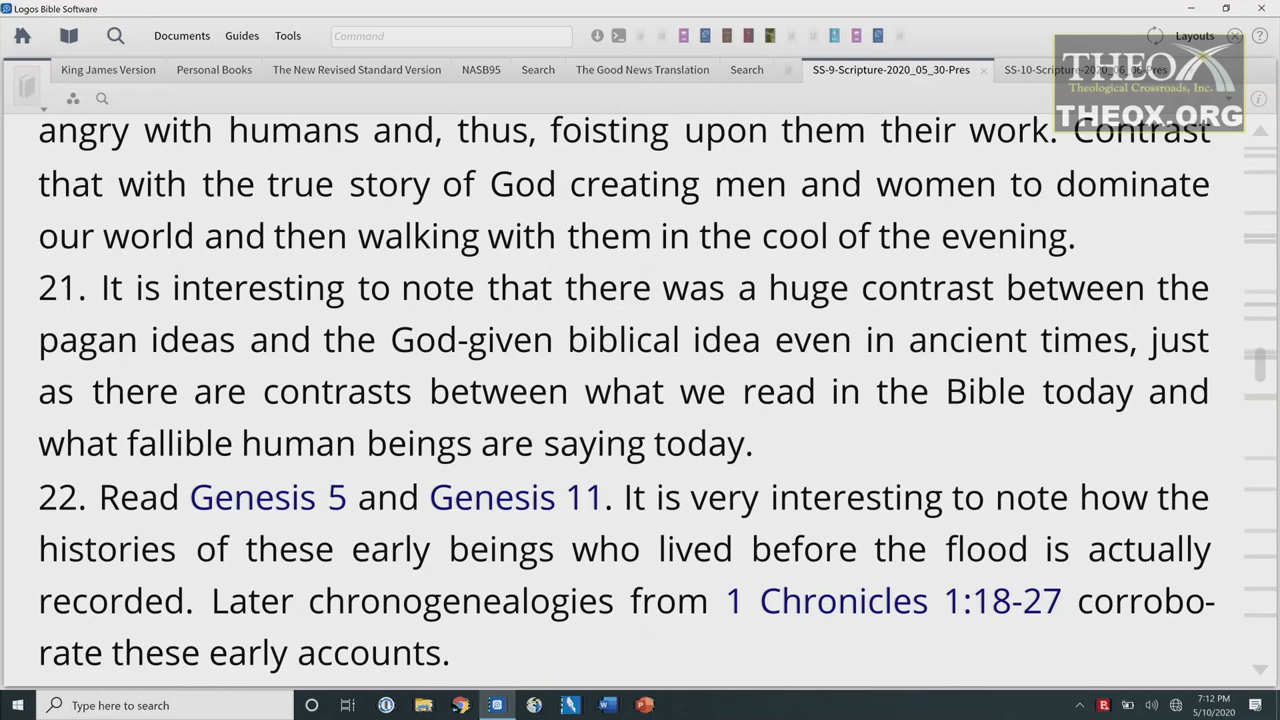 Logos Bible Software
Documents Guides Tools Command Layouts
King James Version Personal Books The New Revised Standard NASB95 Search The Good News Translation Search SS-9-Scripture-2020_05_30-Pres SS-10-Scripture-2020_06_06-Pres
THEOX
Theological Crossroads, Inc.
THEOX.ORG
angry with humans and, thus, foisting upon them their work. Contrast
that with the true story of God creating men and women to dominate
our world and then walking with them in the cool of the evening.
21. It is interesting to note that there was a huge contrast between the
pagan ideas and the God-given biblical idea even in ancient times, just
as there are contrasts between what we read in the Bible today and
what fallible human beings are saying today.
22. Read Genesis 5 and Genesis 11. It is very interesting to note how the
histories of these early beings who lived before the flood is actually
recorded. Later chronogenealogies from 1 Chronicles 1:18-27 corrobo-
rate these early accounts.
Type here to search
7:12 PM
5/10/2020